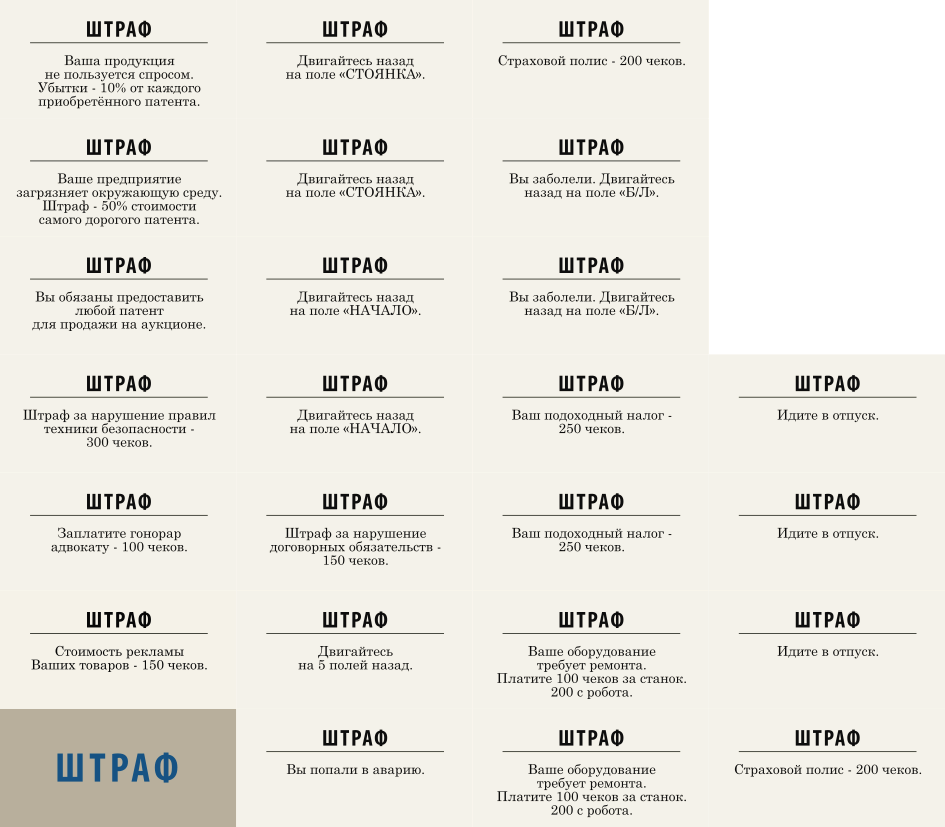 ШТРАФ
Ваша продукция
не пользуется спросом.
Убытки - 10% от каждого
приобретённого патента.
ШТРАФ
Двигайтесь назад
на поле «СТОЯНКА».
ШТРАФ
Страховой полис - 200 чеков.
ШТРАФ
Ваше предприятие
загрязняет окружающую среду.
Штраф - 50% стоимости
самого дорогого патента.
ШТРАФ
Двигайтесь назад
на поле «СТОЯНКА».
ШТРАФ
Вы заболели. Двигайтесь
назад на поле «Б/Л».
ШТРАФ
Вы обязаны предоставить
любой патент
для продажи на аукционе.
ШТРАФ
Двигайтесь назад
на поле «НАЧАЛО».
ШТРАФ
Вы заболели. Двигайтесь
назад на поле «Б/Л».
ШТРАФ
Штраф за нарушение правил
техники безопасности -
300 чеков.
ШТРАФ
Двигайтесь назад
на поле «НАЧАЛО».
ШТРАФ
Ваш подоходный налог -
250 чеков.
ШТРАФ
Идите в отпуск.
ШТРАФ
Заплатите гонорар
адвокату - 100 чеков.
ШТРАФ
Штраф за нарушение
договорных обязательств -
150 чеков.
ШТРАФ
Ваш подоходный налог -
250 чеков.
ШТРАФ
Идите в отпуск.
ШТРАФ
Стоимость рекламы
Ваших товаров - 150 чеков.
ШТРАФ
Двигайтесь
на 5 полей назад.
ШТРАФ
Ваше оборудование
требует ремонта.
Платите 100 чеков за станок.
200 с робота.
ШТРАФ
Идите в отпуск.
ШТРАФ
ШТРАФ
Вы попали в аварию.
ШТРАФ
Ваше оборудование
требует ремонта.
Платите 100 чеков за станок.
200 с робота.
ШТРАФ
Страховой полис - 200 чеков.